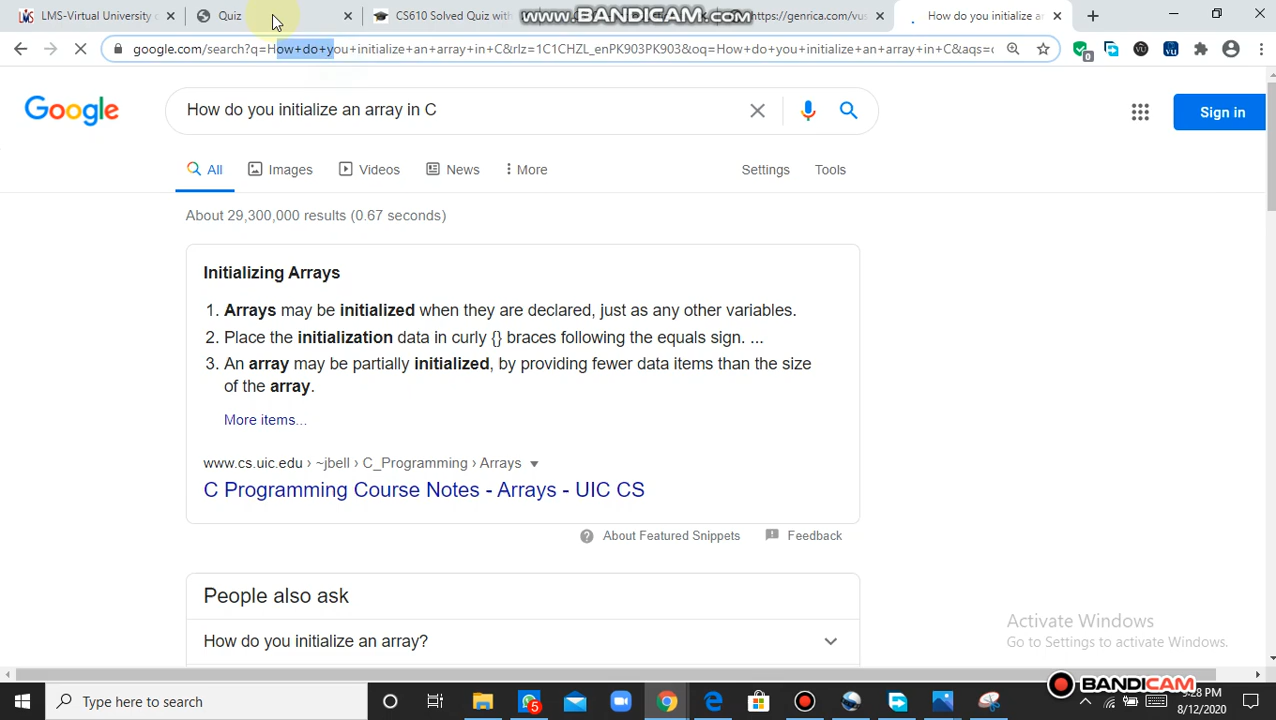 LMS-Virtual University
Quiz
CS610 Solved Quiz with
WWW.BANDICAM.COM
https://genrica.com/vus
How do you initialize an
google.com/search?q=How+do+you+initialize+an+array+in+C&rlz=1C1CHZL_enPK903PK903&oq=How+do+you+initialize+an+array+in+C&aqs=c
0
vu
vu
Google
How do you initialize an array in C
Sign in
All
Images
Videos
News
More
Settings
Tools
About 29,300,000 results (0.67 seconds)
Initializing Arrays
1. Arrays may be initialized when they are declared, just as any other variables.
2. Place the initialization data in curly {} braces following the equals sign. ...
3. An array may be partially initialized, by providing fewer data items than the size
of the array.
More items...
www.cs.uic.edu › ~jbell › C_Programming › Arrays
C Programming Course Notes - Arrays - UIC CS
About Featured Snippets
Feedback
People also ask
How do you initialize an array?
Activate Windows
Go to Settings to activate Windows.
Type here to search
5
BANDICAM
:28 PM
8/12/2020